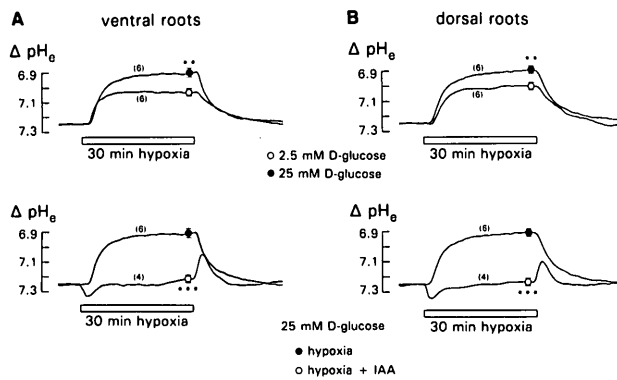 A ventral roots
Δ pHe
6.9
7.1
7.3
(6)
(6)
30 min hypoxia
B dorsal roots
Δ pHe
6.9
7.1
7.3
(6)
(6)
30 min hypoxia
○ 2.5 mM D-glucose
● 25 mM D-glucose
Δ pHe
6.9
7.1
7.3
(6)
(4)
30 min hypoxia
Δ pHe
6.9
7.1
7.3
(6)
(4)
30 min hypoxia
25 mM D-glucose
● hypoxia
○ hypoxia + IAA